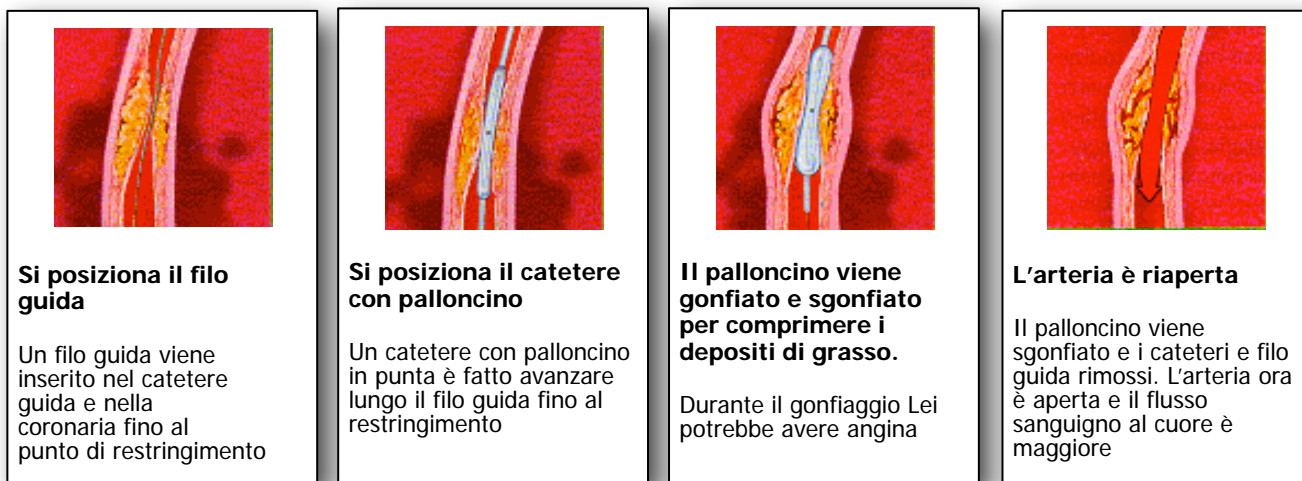 Si posiziona il filo
guida
Un filo guida viene
inserito nel catetere
guida e nella
coronaria fino al
punto di restringimento
Si posiziona il catetere
con palloncino
Un catetere con palloncino
in punta è fatto avanzare
lungo il filo guida fino al
restringimento
Il palloncino viene
gonfiato e sgonfiato
per comprimere i
depositi di grasso.
Durante il gonfiaggio Lei
potrebbe avere angina
L’arteria è riaperta
Il palloncino viene
sgonfiato e i cateteri e filo
guida rimossi. L’arteria ora
è aperta e il flusso
sanguigno al cuore è
maggiore